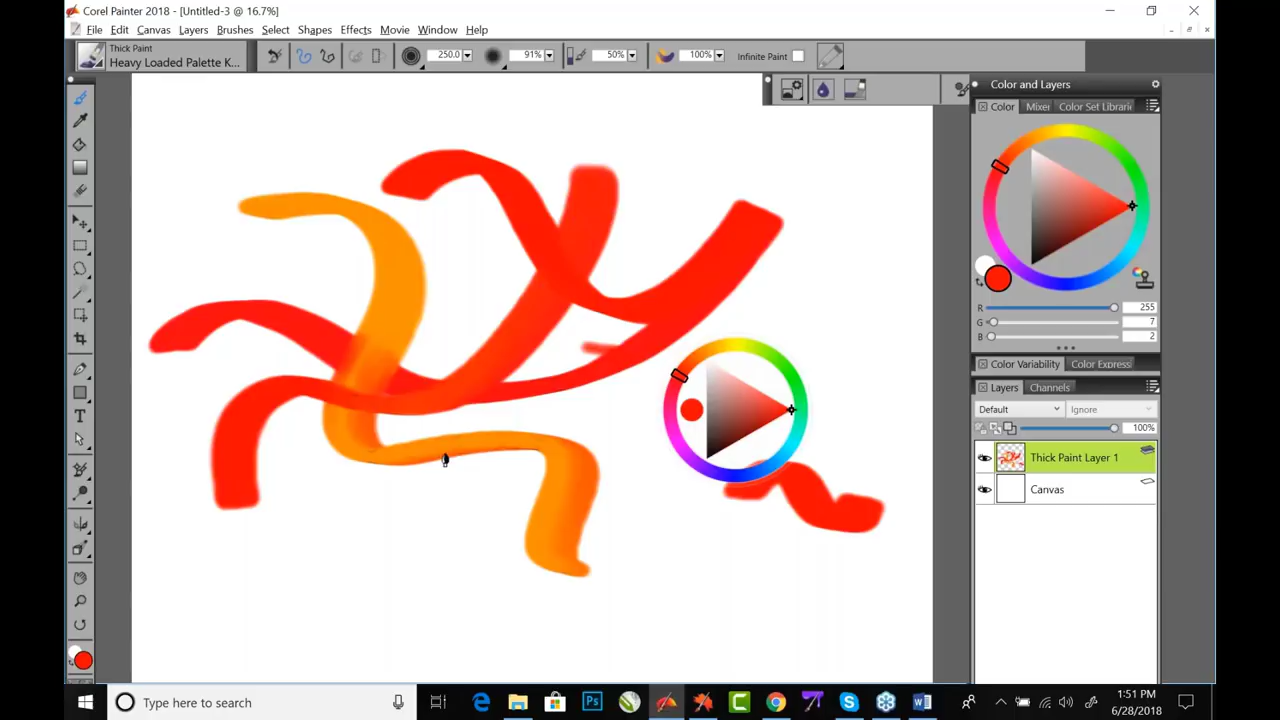 Corel Painter 2018 - [Untitled-3 @ 16.7%]
File Edit Canvas Layers Brushes Select Shapes Effects Movie Window Help
Thick Paint
Heavy Loaded Palette K...
250.0 91% 50% 100% Infinite Paint
Color and Layers
Color Mixer Color Set Librarie
R 255
G 7
B 2
Color Variability Color Expres
Layers Channels
Default Ignore
100%
Thick Paint Layer 1
Canvas
Type here to search
Ps
1:51 PM
6/28/2018